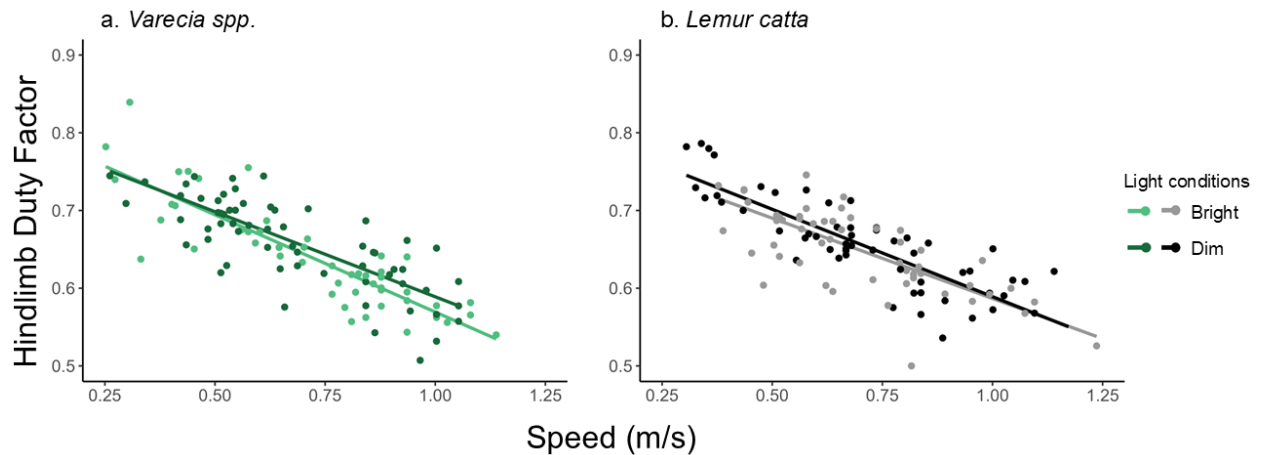 a. Varecia spp.
b. Lemur catta
Hindlimb Duty Factor
0.9
0.8
0.7
0.6
0.5
0.25
0.50
0.75
1.00
1.25
0.9
0.8
0.7
0.6
0.5
0.25
0.50
0.75
1.00
1.25
Speed (m/s)
Light conditions
Bright
Dim